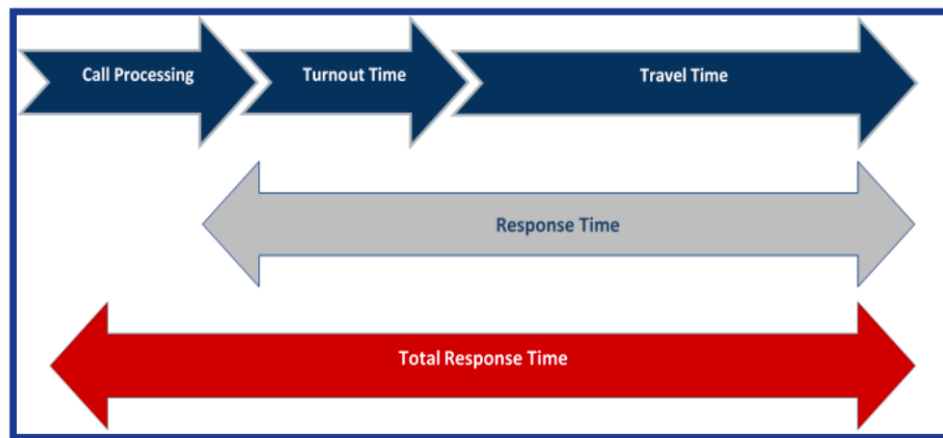 Call Processing
Turnout Time
Travel Time
Response Time
Total Response Time